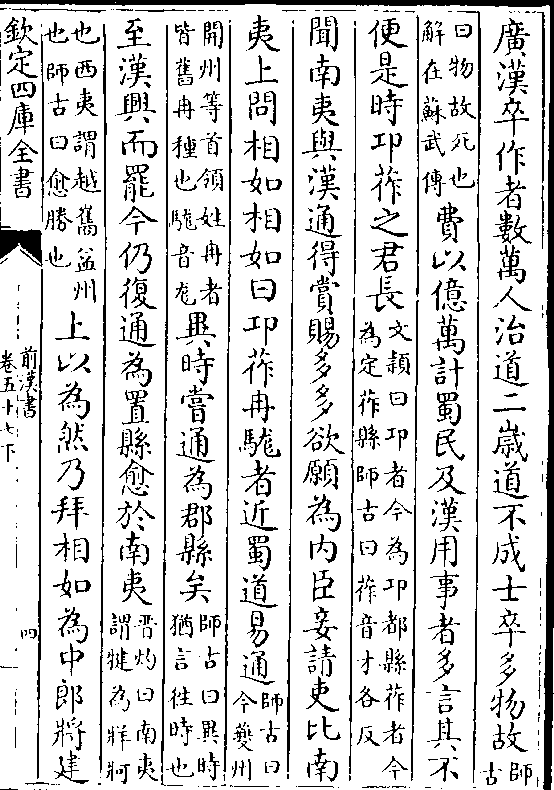 廣漢卒作者數萬人治道二嵗道不成士卒多物故師古
曰物故死也解在蘇武傳費以億萬計蜀民及漢用事者多言其不
便是時卭莋之君長文頴曰卭者今為卭都縣莋者今為定莋縣師古曰莋音才各反
聞南夷與漢通得賞賜多多欲願為内臣妾請吏比南
夷上問相如相如曰卭莋冉駹者近蜀道易通師古曰今夔州
開州等首領姓冉者皆舊冉種也駹音尨異時嘗通為郡縣矣師古曰異時猶言徃時也
至漢興而罷今仍復通為置縣愈於南夷晋灼曰南夷謂犍為牂牁
也西夷謂越嶲益州也師古曰愈勝也上以為然乃拜相如為中郎將建
欽定四庫全書
前漢書
卷五十七下
四